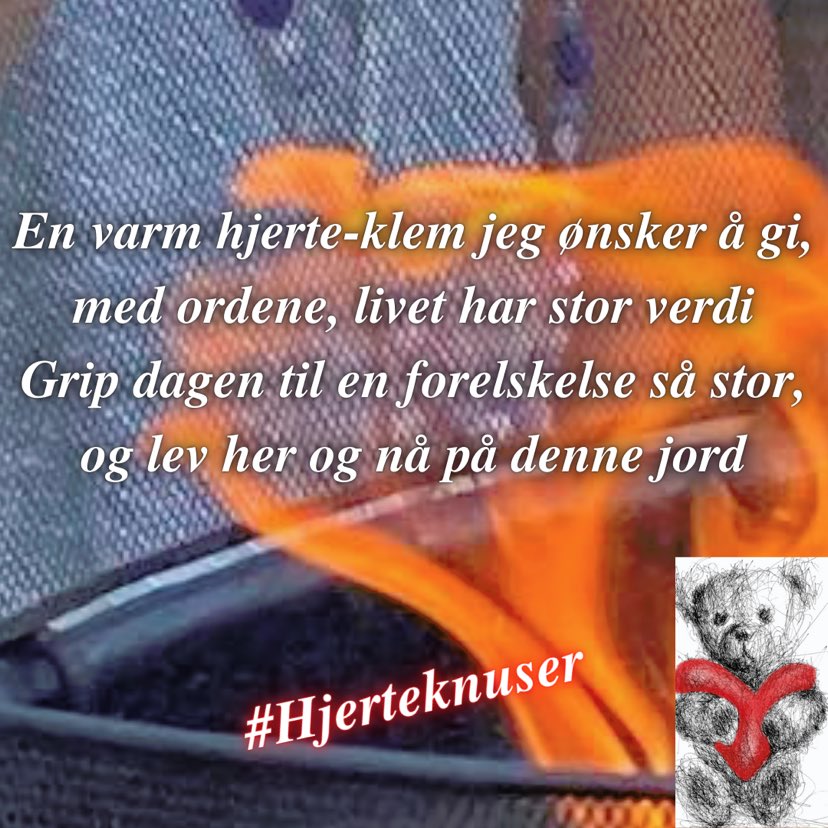 En varm hjerte-klem jeg ønsker å gi,
med ordene, livet har stor verdi
Grip dagen til en forelskelse så stor,
og lev her og nå på denne jord
#Hjerteknuser